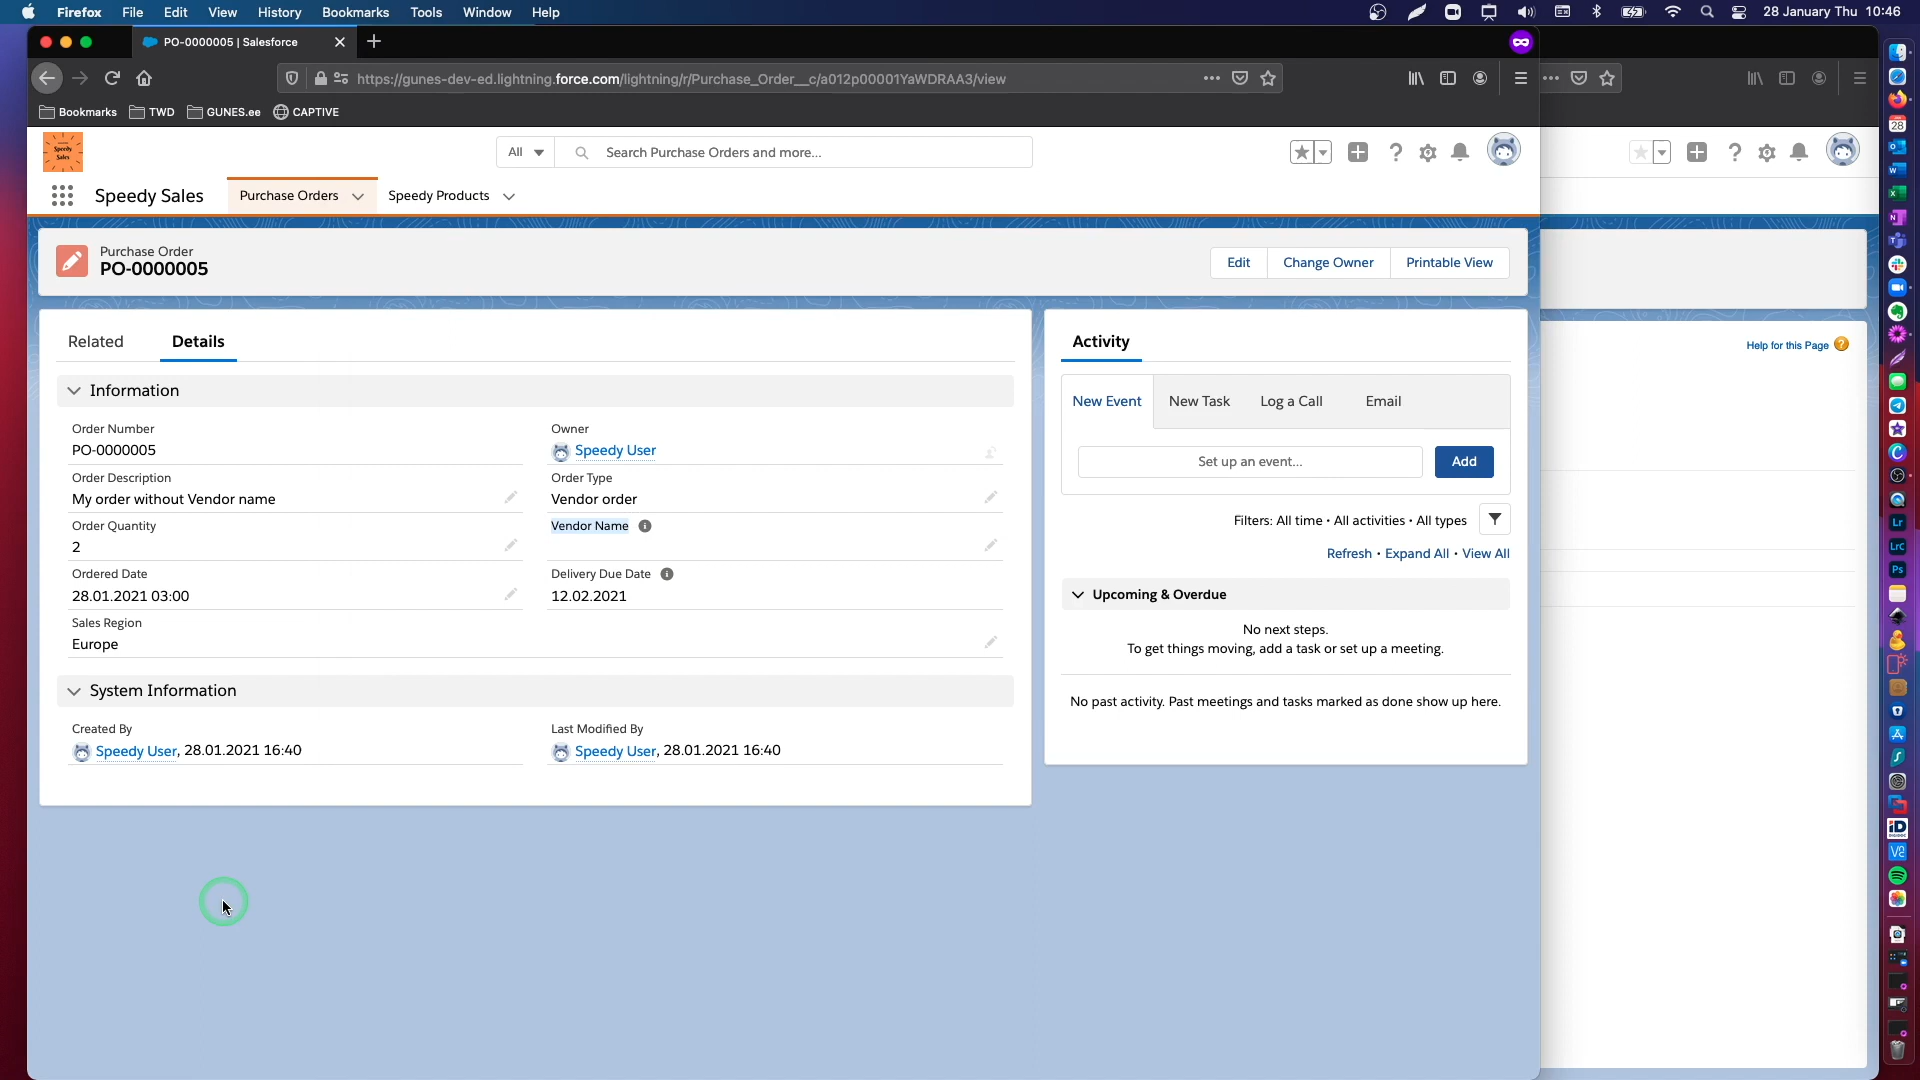 Firefox File Edit View History Bookmarks Tools Window Help
28 January Thu 10:46
PO-0000005 | Salesforce
https://gunes-dev-ed.lightning.force.com/lightning/r/Purchase_Order__c/a012p00001YaWDRAA3/view
Bookmarks TWD GUNES.ee CAPTIVE
Speedy Sales
All
Search Purchase Orders and more...
Speedy Sales
Purchase Orders
Speedy Products
Purchase Order
PO-0000005
Edit
Change Owner
Printable View
Help for this Page
Related
Details
Information
Order Number
PO-0000005
Owner
Speedy User
Order Description
My order without Vendor name
Order Type
Vendor order
Order Quantity
2
Vendor Name
Ordered Date
28.01.2021 03:00
Delivery Due Date
12.02.2021
Sales Region
Europe
System Information
Created By
Speedy User, 28.01.2021 16:40
Last Modified By
Speedy User, 28.01.2021 16:40
Activity
New Event
New Task
Log a Call
Email
Set up an event...
Add
Filters: All time • All activities • All types
Refresh • Expand All • View All
Upcoming & Overdue
No next steps.
To get things moving, add a task or set up a meeting.
No past activity. Past meetings and tasks marked as done show up here.
28
Lr
LrC
Ps
iD